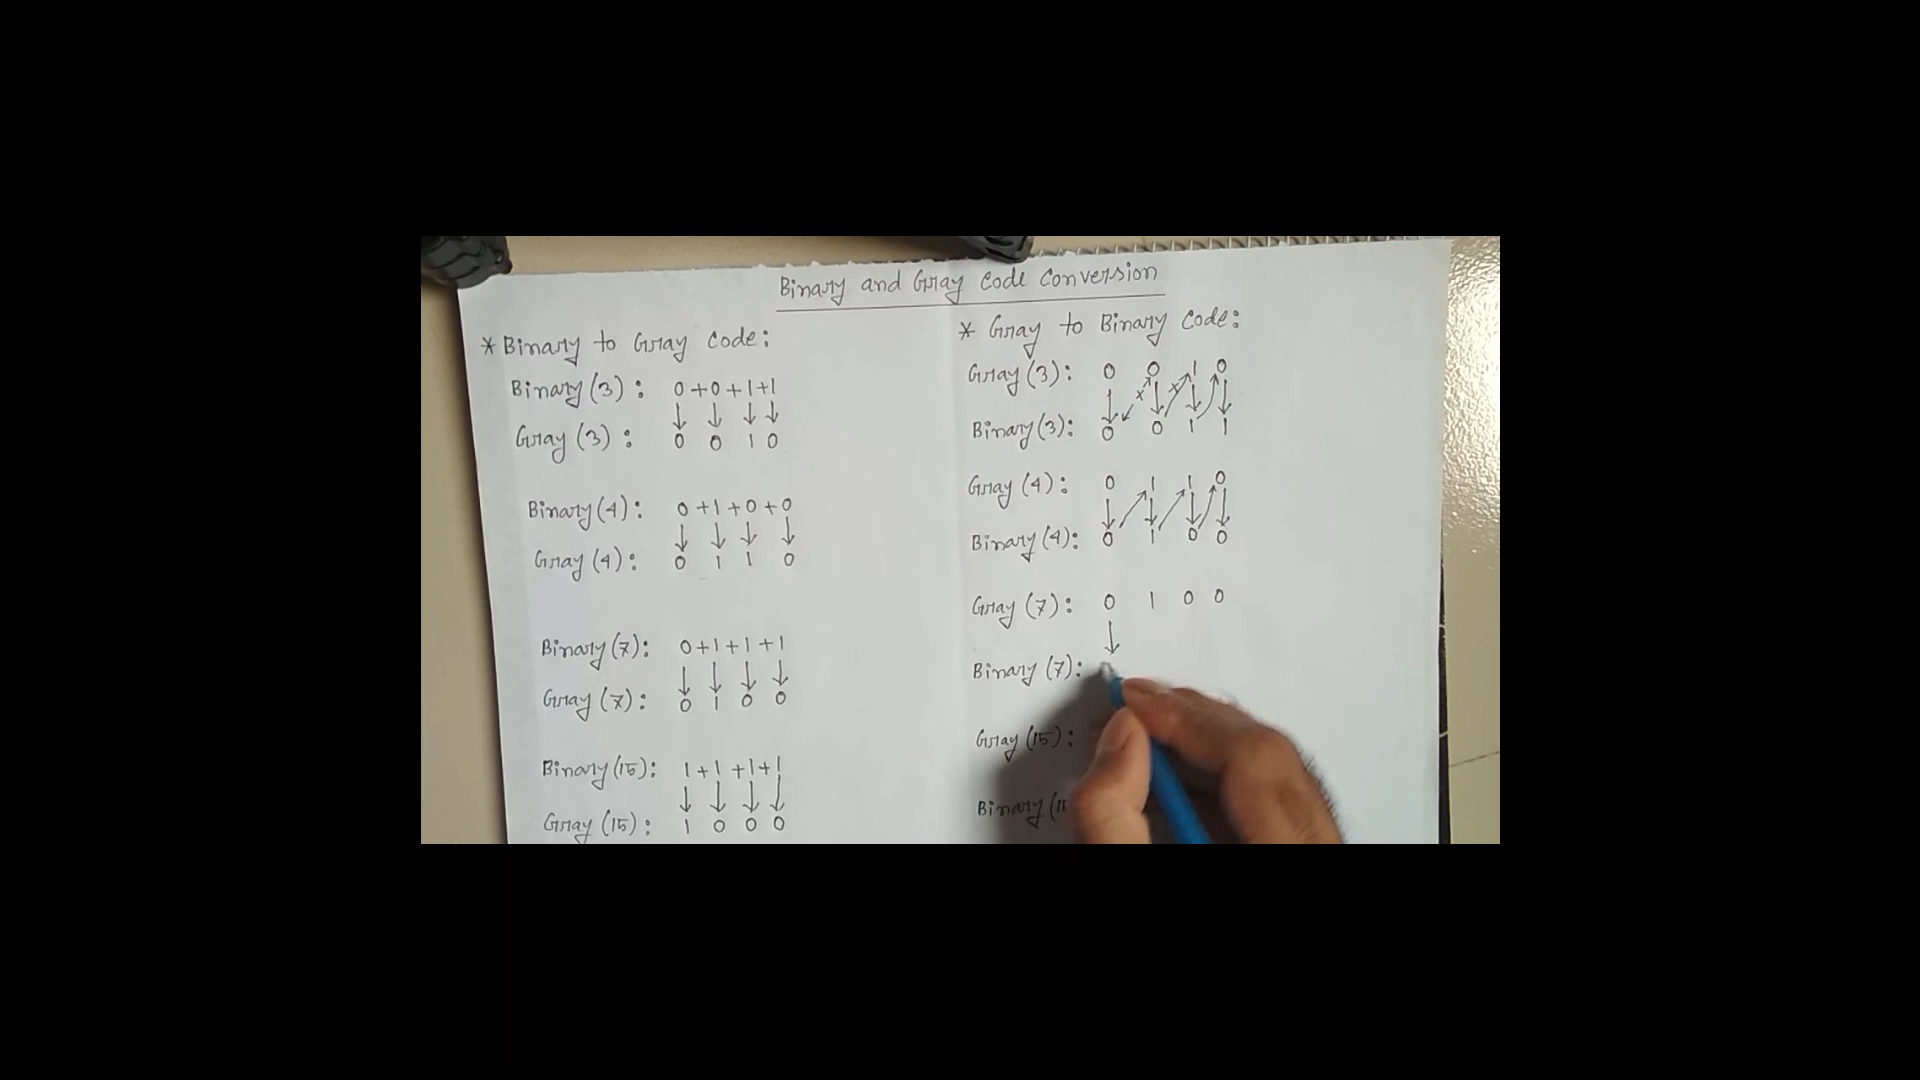 Binary and Gray Code Conversion
* Binary to Gray Code:
Binary (3) : 0 + 0 + 1 + 1
Gray (3) : 0 0 1 0
Binary (4) : 0 + 1 + 0 + 0
Gray (4) : 0 1 1 0
Binary (7) : 0 + 1 + 1 + 1
Gray (7) : 0 1 0 0
Binary (15) : 1 + 1 + 1 + 1
Gray (15) : 1 0 0 0
* Gray to Binary Code:
Gray (3) : 0 0 1 0
Binary (3) : 0 0 1 1
Gray (4) : 0 1 1 0
Binary (4) : 0 1 0 0
Gray (7) : 0 1 0 0
Binary (7) :
Gray (15) :
Binary